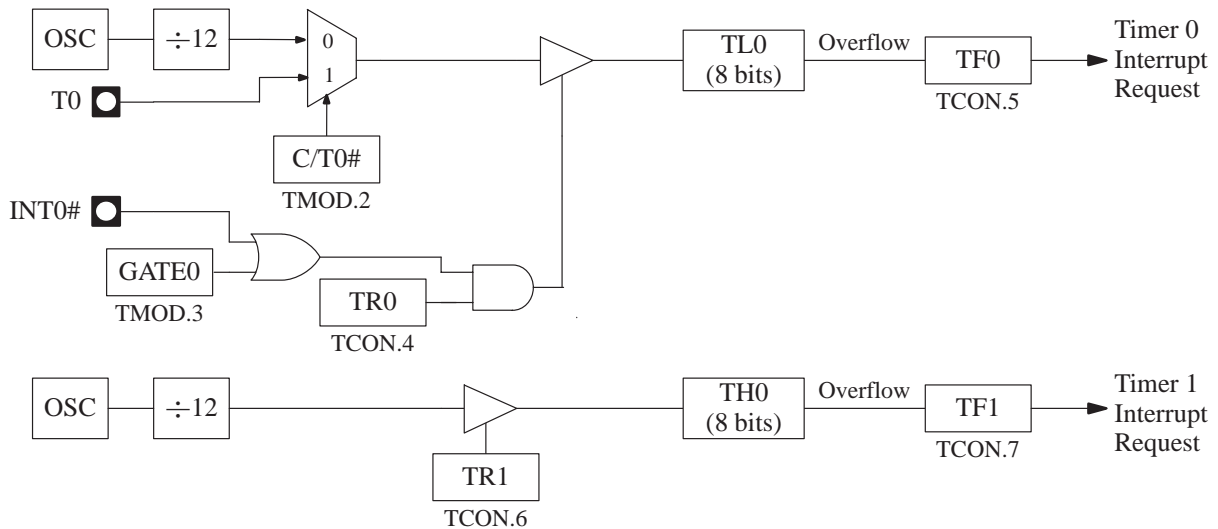 OSC
÷12
0
1
T0
C/T0#
TMOD.2
TL0
(8 bits)
Overflow
TF0
TCON.5
Timer 0
Interrupt
Request
INT0#
GATE0
TMOD.3
TR0
TCON.4
OSC
÷12
TR1
TCON.6
TH0
(8 bits)
Overflow
TF1
TCON.7
Timer 1
Interrupt
Request